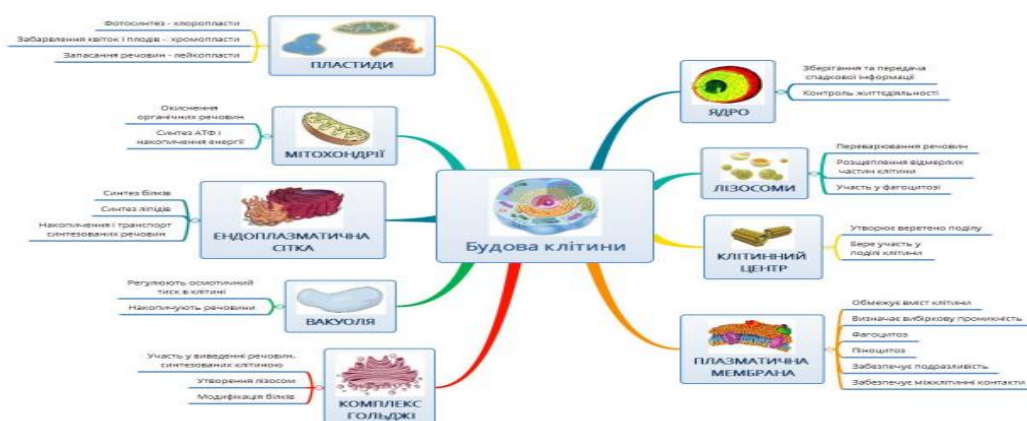 Фотосинтез - хлоропласти
Забарвлення квіток і плодів - хромопласти
Запасання речовин - лейкопласти
ПЛАСТИДИ
Окиснення
органічних речовин
Синтез АТФ і
накопичення енергії
МІТОХОНДРІЇ
Синтез білків
Синтез ліпідів
Накопичення і транспорт
синтезованих речовин
ЕНДОПЛАЗМАТИЧНА
СІТКА
Регулюють осмотичний
тиск в клітині
Накопичують речовини
ВАКУОЛЯ
Участь у виведенні речовин,
синтезованих клітиною
Утворення лізосом
Модифікація білків
КОМПЛЕКС
ГОЛЬДЖІ
Будова клітини
ЯДРО
Зберігання та передача
спадкової інформації
Контроль життєдіяльності
ЛІЗОСОМИ
Переварювання речовин
Розщеплення відмерлих
частин клітини
Участь у фагоцитозі
КЛІТИННИЙ
ЦЕНТР
Утворює веретено поділу
Бере участь у
поділі клітини
ПЛАЗМАТИЧНА
МЕМБРАНА
Обмежує вміст клітини
Визначає вибіркову проникність
Фагоцитоз
Піноцитоз
Забезпечує подразливість
Забезпечує міжклітинні контакти